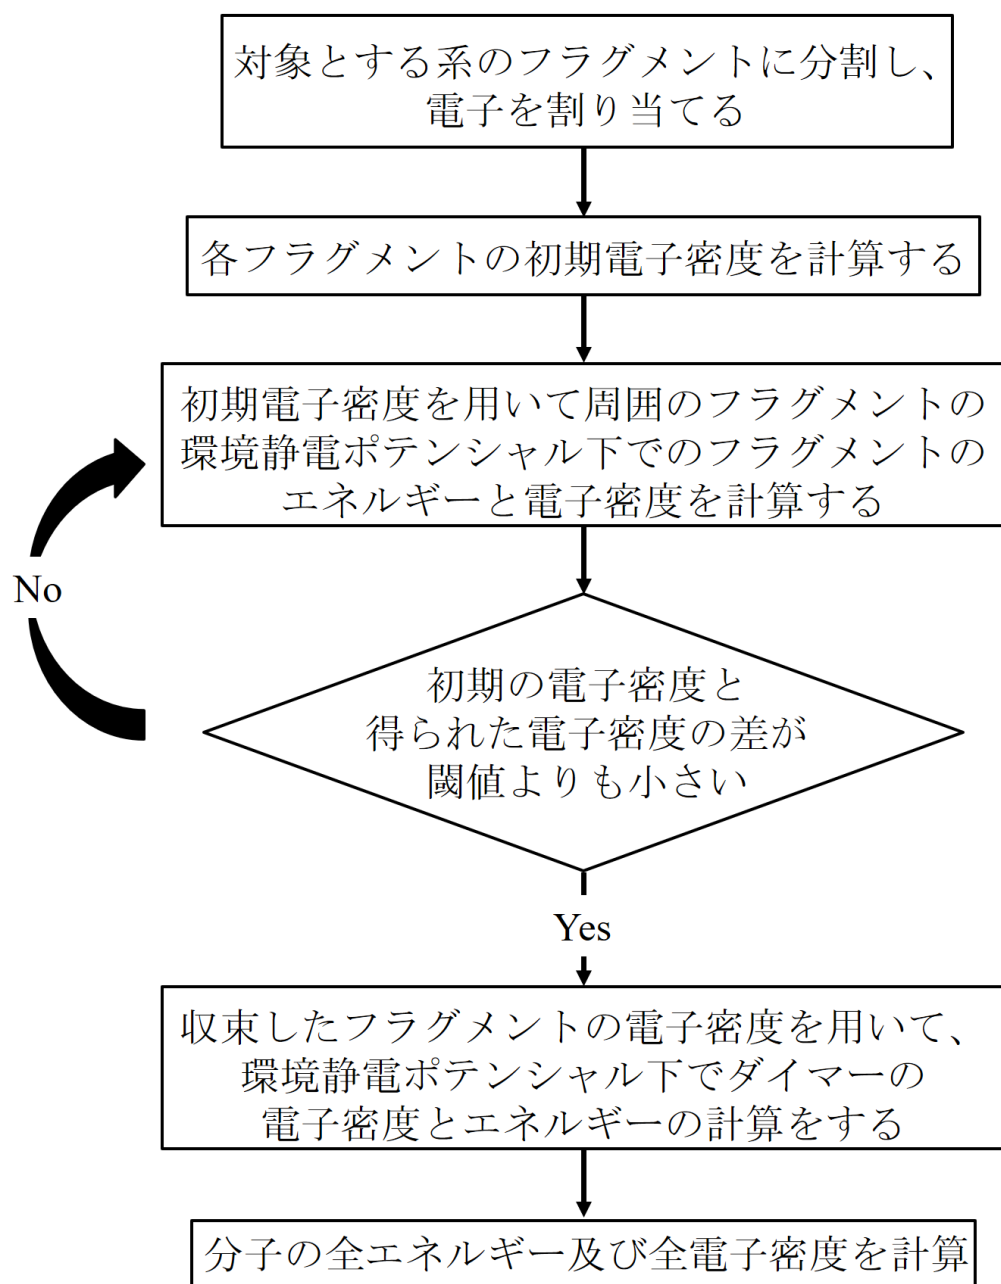 対象とする系のフラグメントに分割し、
電子を割り当てる
各フラグメントの初期電子密度を計算する
初期電子密度を用いて周囲のフラグメントの
環境静電ポテンシャル下でのフラグメントの
エネルギーと電子密度を計算する
No
初期の電子密度と
得られた電子密度の差が
閾値よりも小さい
Yes
収束したフラグメントの電子密度を用いて、
環境静電ポテンシャル下でダイマーの
電子密度とエネルギーの計算をする
分子の全エネルギー及び全電子密度を計算